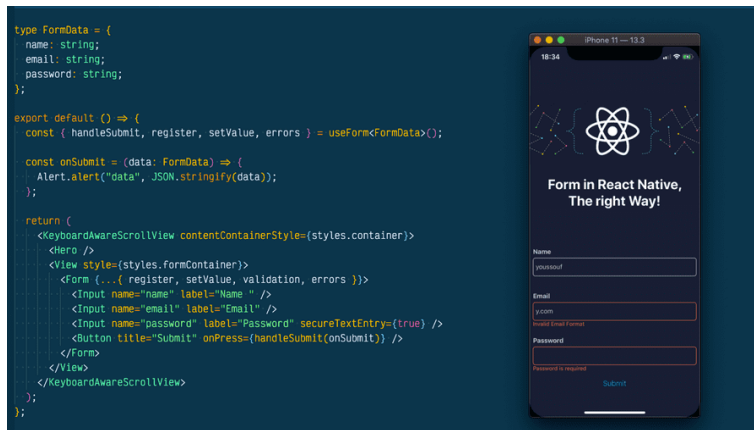 type FormData = {
name: string;
email: string;
password: string;
};
export default () => {
const { handleSubmit, register, setValue, errors } = useForm<FormData>();
const onSubmit = (data: FormData) => {
Alert.alert("data", JSON.stringify(data));
};
return (
<KeyboardAwareScrollView contentContainerStyle={styles.container}>
<Hero />
<View style={styles.formContainer}>
<Form {...{ register, setValue, validation, errors }}>
<Input name="name" label="Name " />
<Input name="email" label="Email" />
<Input name="password" label="Password" secureTextEntry={true} />
<Button title="Submit" onPress={handleSubmit(onSubmit)} />
</Form>
</View>
</KeyboardAwareScrollView>
);
};
iPhone 11 — 13.3
18:34
Form in React Native,
The right Way!
Name
youssouf
Email
y.com
Invalid Email Format
Password
Password is required
Submit